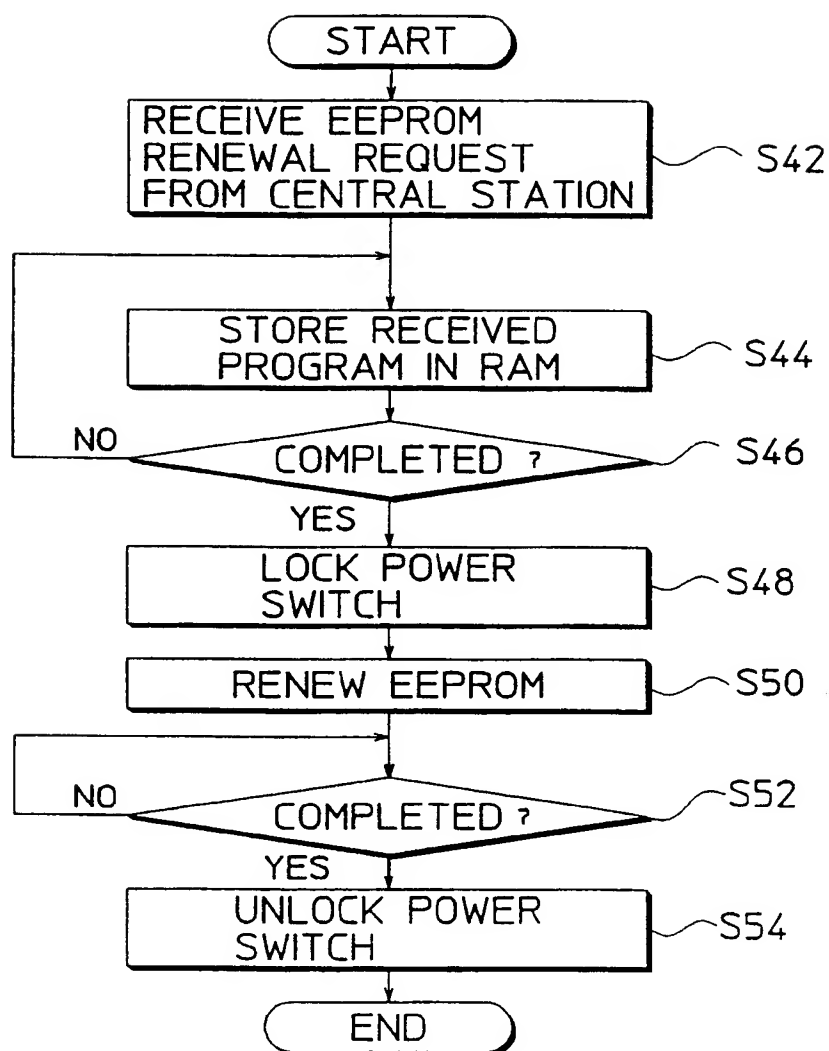 START
RECEIVE EEPROM
RENEWAL REQUEST
FROM CENTRAL STATION
S42
STORE RECEIVED
PROGRAM IN RAM
S44
NO
COMPLETED ?
S46
YES
LOCK POWER
SWITCH
S48
RENEW EEPROM
S50
NO
COMPLETED ?
S52
YES
UNLOCK POWER
SWITCH
S54
END